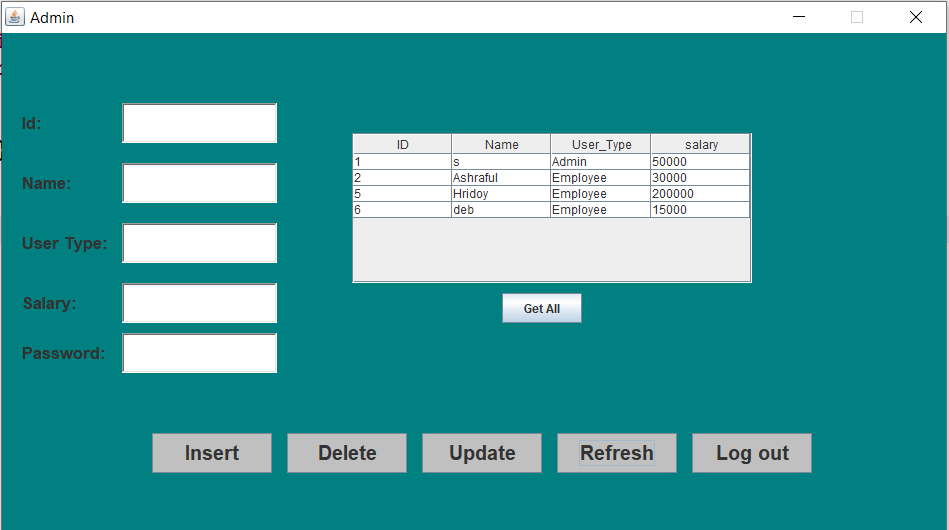 Admin
Id:
Name:
User Type:
Salary:
Password:
ID Name User_Type salary
1 s Admin 50000
2 Ashraful Employee 30000
5 Hridoy Employee 200000
6 deb Employee 15000
Get All
Insert Delete Update Refresh Log out